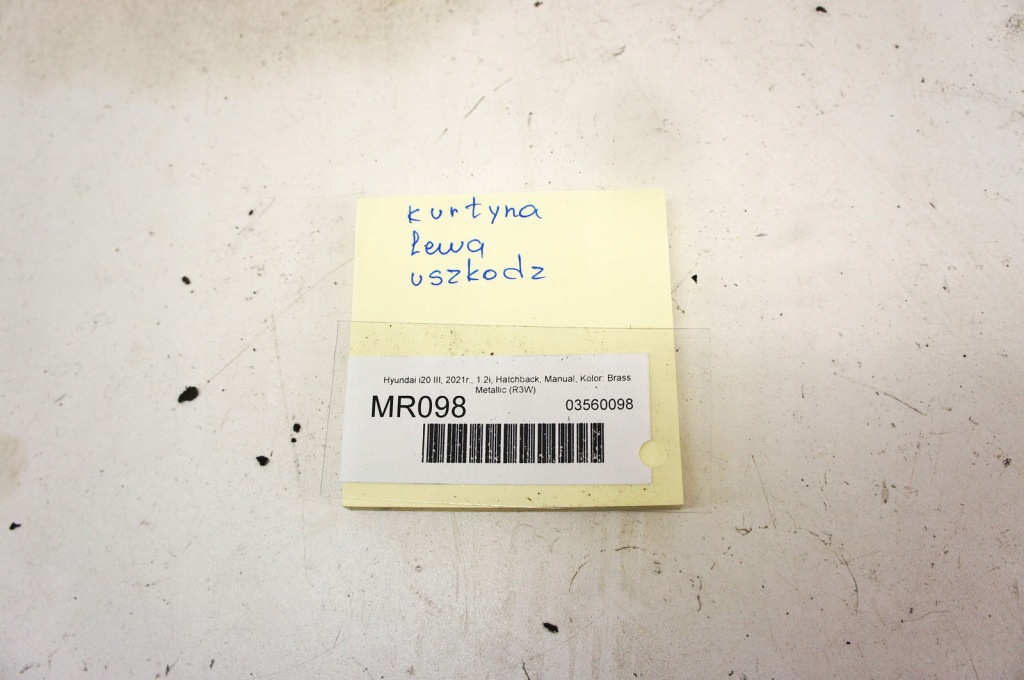 kurtyna
lewa
uszkodz
Hyundai i20 III, 2021r., 1.2i, Hatchback, Manual, Kolor: Brass
Metallic (R3W)
MR098 03560098